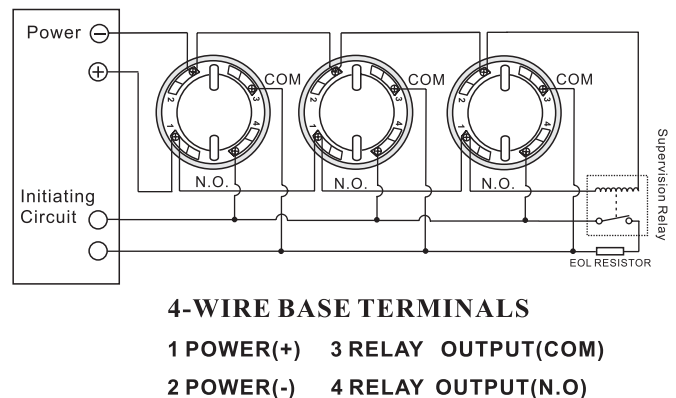 Power −
+
Initiating
Circuit
2
1
3
4
COM
N.O.
2
1
3
4
COM
N.O.
2
1
3
4
COM
N.O.
Supervision Relay
EOL RESISTOR
4-WIRE BASE TERMINALS
1 POWER(+) 3 RELAY OUTPUT(COM)
2 POWER(-) 4 RELAY OUTPUT(N.O)